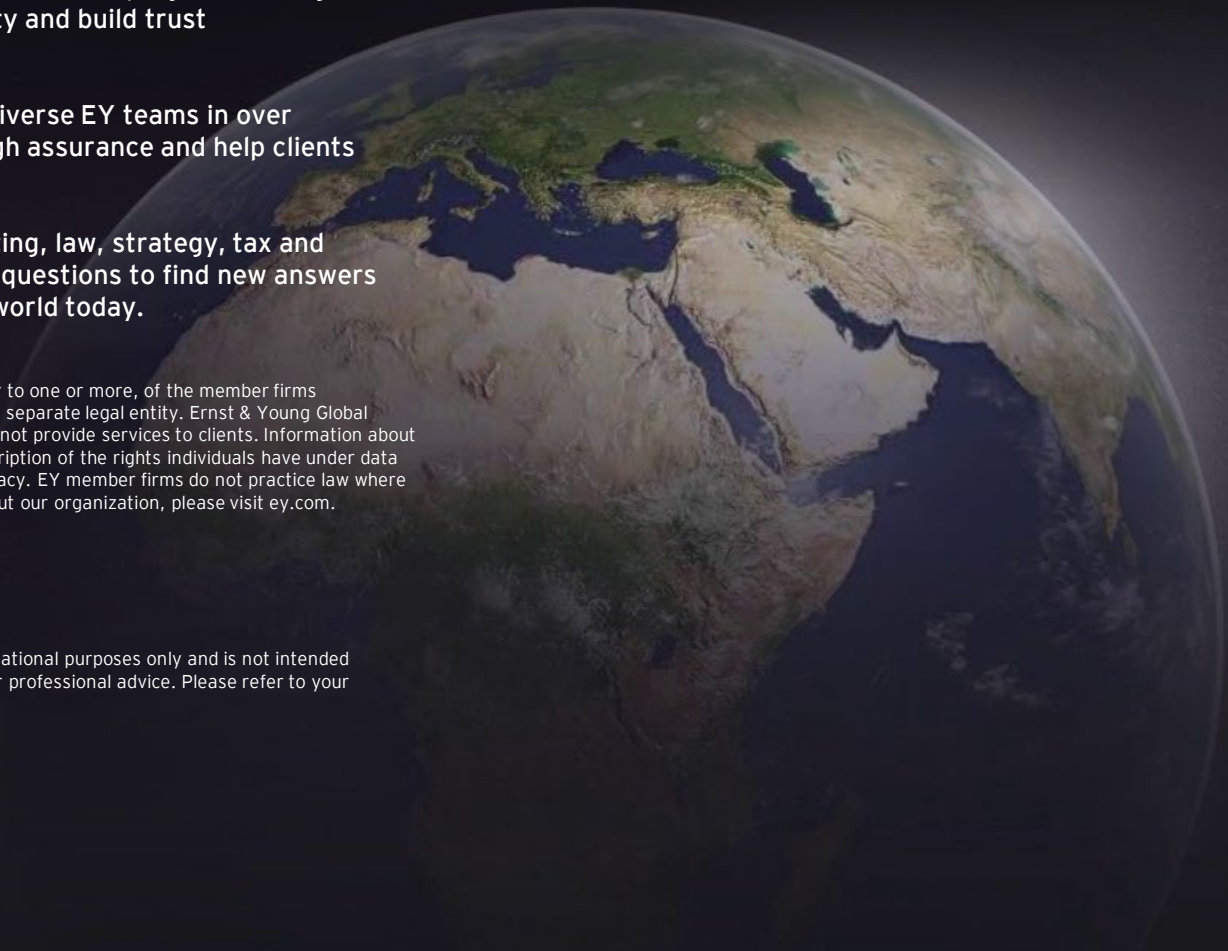 ty and build trust
iverse EY teams in over
gh assurance and help clients
ing, law, strategy, tax and
questions to find new answers
world today.
to one or more, of the member firms
separate legal entity. Ernst & Young Global
not provide services to clients. Information about
ription of the rights individuals have under data
acy. EY member firms do not practice law where
ut our organization, please visit ey.com.
ational purposes only and is not intended
r professional advice. Please refer to your